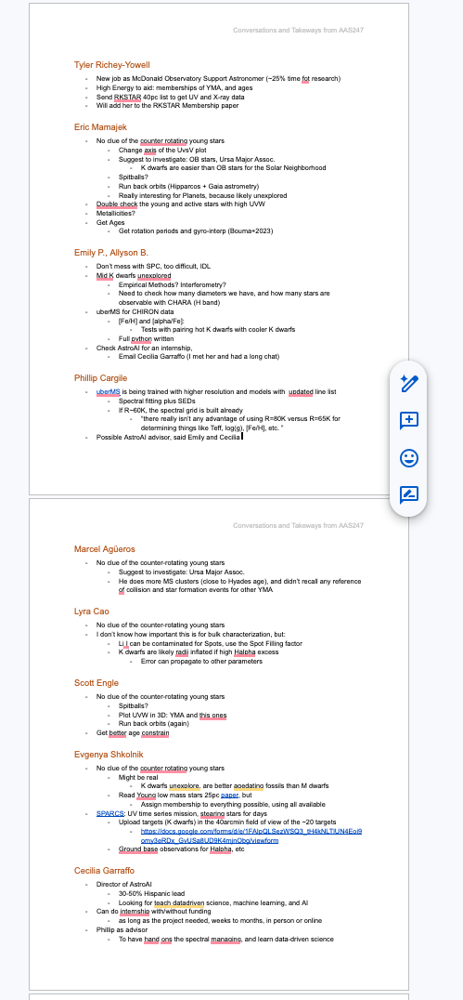 Conversations and Takeways from AAS247
Tyler Richey-Yowell
- New job as McDonald Observatory Support Astronomer (~25% time fot research)
- High Energy to aid: memberships of YMA, and ages
- Send RKSTAR 40pc list to get UV and X-ray data
- Will add her to the RKSTAR Membership paper
Eric Mamajek
- No clue of the counter rotating young stars
- Change axis of the UvsV plot
- Suggest to investigate: OB stars, Ursa Major Assoc.
- K dwarfs are easier than OB stars for the Solar Neighborhood
- Spitballs?
- Run back orbits (Hipparcos + Gaia astrometry)
- Really interesting for Planets, because likely unexplored
- Double check the young and active stars with high UVW
- Metallicities?
- Get Ages
- Get rotation periods and gyro-interp (Bouma+2023)
Emily P., Allyson B.
- Don't mess with SPC, too difficult, IDL
- Mid K dwarfs unexplored
- Empirical Methods? Interferometry?
- Need to check how many diameters we have, and how many stars are
observable with CHARA (H band)
- uberMS for CHIRON data
- [Fe/H] and [alpha/Fe]:
- Tests with pairing hot K dwarfs with cooler K dwarfs
- Full python written
- Check AstroAI for an internship,
- Email Cecilia Garraffo (I met her and had a long chat)
Phillip Cargile
- uberMS is being trained with higher resolution and models with updated line list
- Spectral fitting plus SEDs
- If R~60K, the spectral grid is built already
- "there really isn't any advantage of using R=80K versus R=65K for
determining things like Teff, log(g), [Fe/H], etc. "
- Possible AstroAI advisor, said Emily and Cecilia
Conversations and Takeways from AAS247
Marcel Agüeros
- No clue of the counter-rotating young stars
- Suggest to investigate: Ursa Major Assoc.
- He does more MS clusters (close to Hyades age), and didn't recall any reference
of collision and star formation events for other YMA
Lyra Cao
- No clue of the counter-rotating young stars
- I don't know how important this is for bulk characterization, but:
- Li I can be contaminated for Spots, use the Spot Filling factor
- K dwarfs are likely radii inflated if high Halpha excess
- Error can propagate to other parameters
Scott Engle
- No clue of the counter-rotating young stars
- Spitballs?
- Plot UVW in 3D: YMA and this ones
- Run back orbits (again)
- Get better age constrain
Evgenya Shkolnik
- No clue of the counter rotating young stars
- Might be real
- K dwarfs unexplore, are better agedating fossils than M dwarfs
- Read Young low mass stars 25pc paper, but
- Assign membership to everything possible, using all available
- SPARCS: UV time series mission, stearing stars for days
- Upload targets (K dwarfs) in the 40arcmin field of view of the ~20 targets
- https://docs.google.com/forms/d/e/1FAIpQLSezWSQ3_tH4kNLTlUN4Eoi9
omy3eRDx_GvUSa8UD9K4mjnObg/viewform
- Ground base observations for Halpha, etc
Cecilia Garraffo
- Director of AstroAI
- 30-50% Hispanic lead
- Looking for teach datadriven science, machine learning, and AI
- Can do internship with/without funding
- as long as the project needed, weeks to months, in person or online
- Phillip as advisor
- To have hand ons the spectral managing, and learn data-driven science